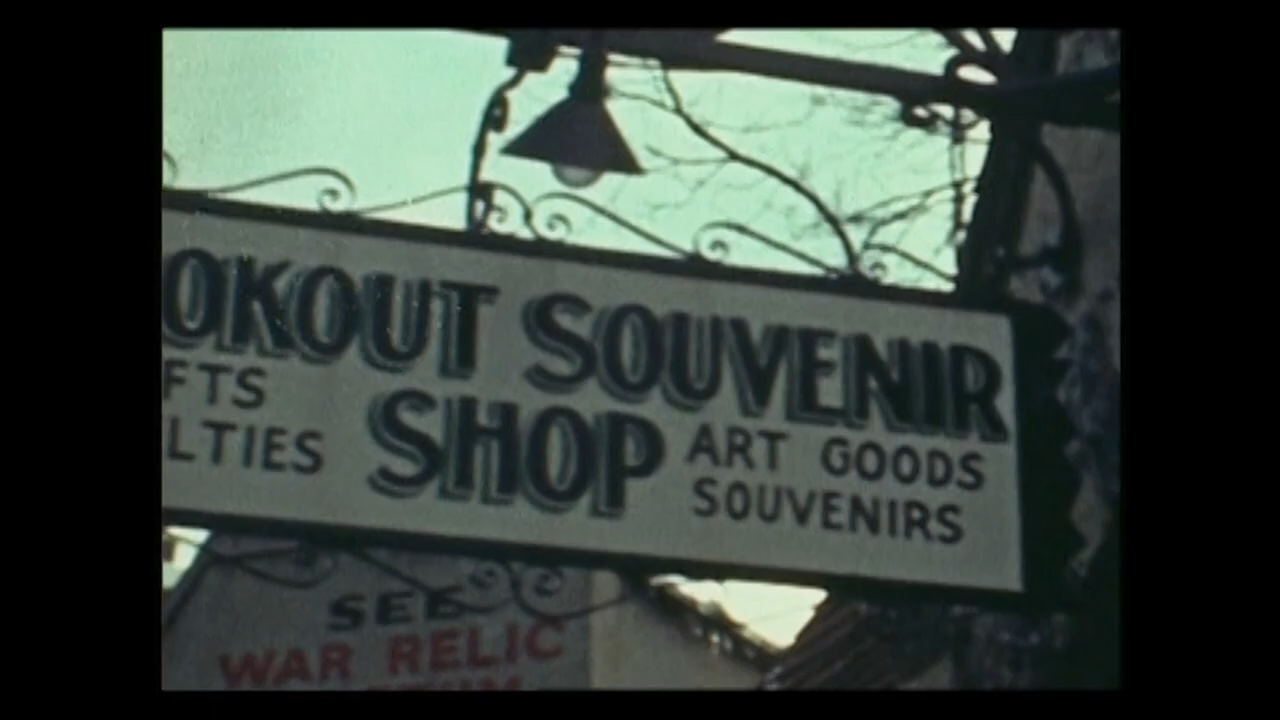 OKOUT SOUVENIR
FTS
LTIES
SHOP
ART GOODS
SOUVENIRS
SEE
WAR RELIC